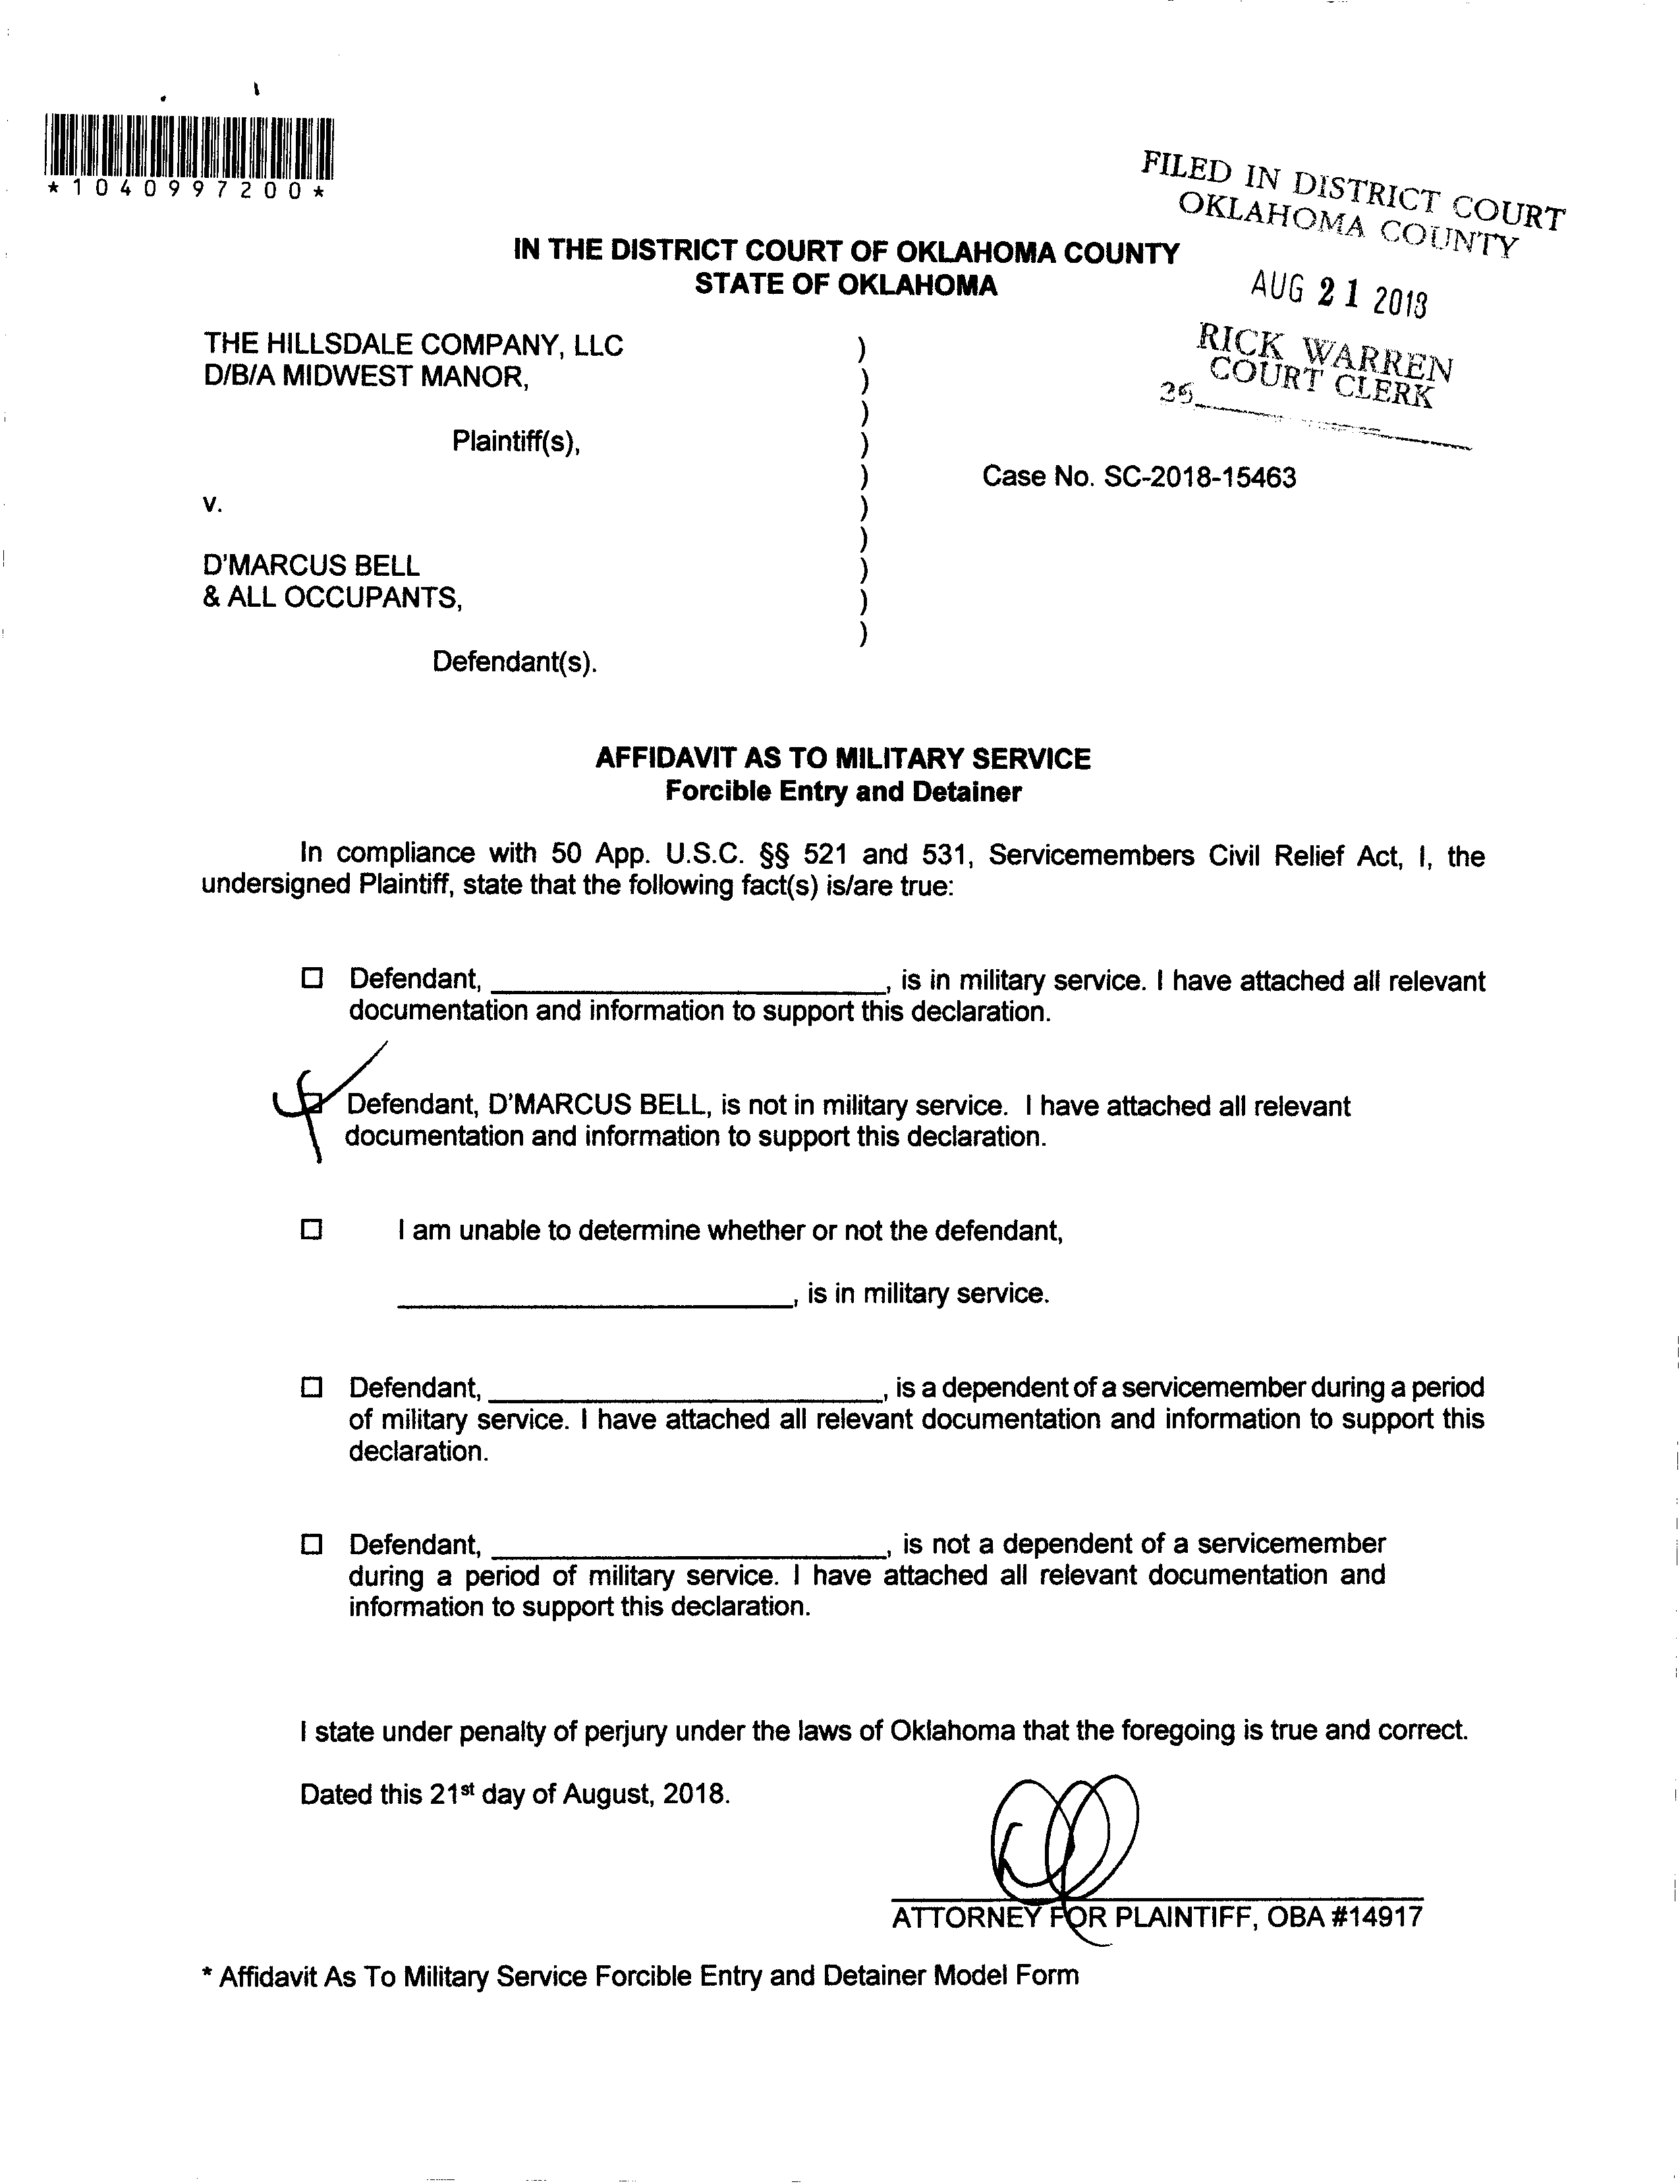 *1040997200*
FILED IN DISTRICT COURT
OKLAHOMA COUNTY
IN THE DISTRICT COURT OF OKLAHOMA COUNTY
STATE OF OKLAHOMA
AUG 21 2018
RICK WARREN
COURT CLERK
THE HILLSDALE COMPANY, LLC )
D/B/A MIDWEST MANOR, )
)
Plaintiff(s), )
) Case No. SC-2018-15463
v. )
)
D'MARCUS BELL )
& ALL OCCUPANTS, )
)
Defendant(s).
AFFIDAVIT AS TO MILITARY SERVICE
Forcible Entry and Detainer
In compliance with 50 App. U.S.C. §§ 521 and 531, Servicemembers Civil Relief Act, I, the
undersigned Plaintiff, state that the following fact(s) is/are true:
☐ Defendant, ____________________, is in military service. I have attached all relevant
documentation and information to support this declaration.
Defendant, D'MARCUS BELL, is not in military service. I have attached all relevant
documentation and information to support this declaration.
☐ I am unable to determine whether or not the defendant,
____________________, is in military service.
☐ Defendant, ____________________, is a dependent of a servicemember during a period
of military service. I have attached all relevant documentation and information to support this
declaration.
☐ Defendant, ____________________, is not a dependent of a servicemember
during a period of military service. I have attached all relevant documentation and
information to support this declaration.
I state under penalty of perjury under the laws of Oklahoma that the foregoing is true and correct.
Dated this 21st day of August, 2018.
ATTORNEY FOR PLAINTIFF, OBA #14917
* Affidavit As To Military Service Forcible Entry and Detainer Model Form